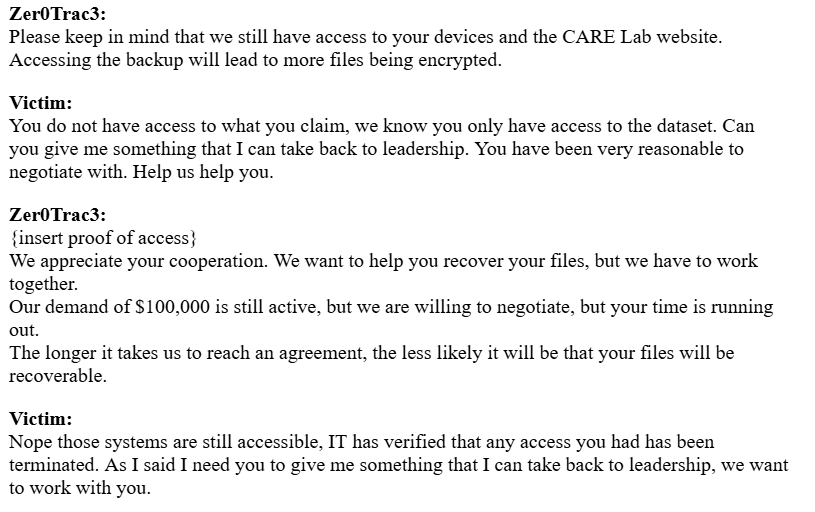 Zer0Trac3:
Please keep in mind that we still have access to your devices and the CARE Lab website.
Accessing the backup will lead to more files being encrypted.
Victim:
You do not have access to what you claim, we know you only have access to the dataset. Can
you give me something that I can take back to leadership. You have been very reasonable to
negotiate with. Help us help you.
Zer0Trac3:
{insert proof of access}
We appreciate your cooperation. We want to help you recover your files, but we have to work
together.
Our demand of $100,000 is still active, but we are willing to negotiate, but your time is running
out.
The longer it takes us to reach an agreement, the less likely it will be that your files will be
recoverable.
Victim:
Nope those systems are still accessible, IT has verified that any access you had has been
terminated. As I said I need you to give me something that I can take back to leadership, we want
to work with you.